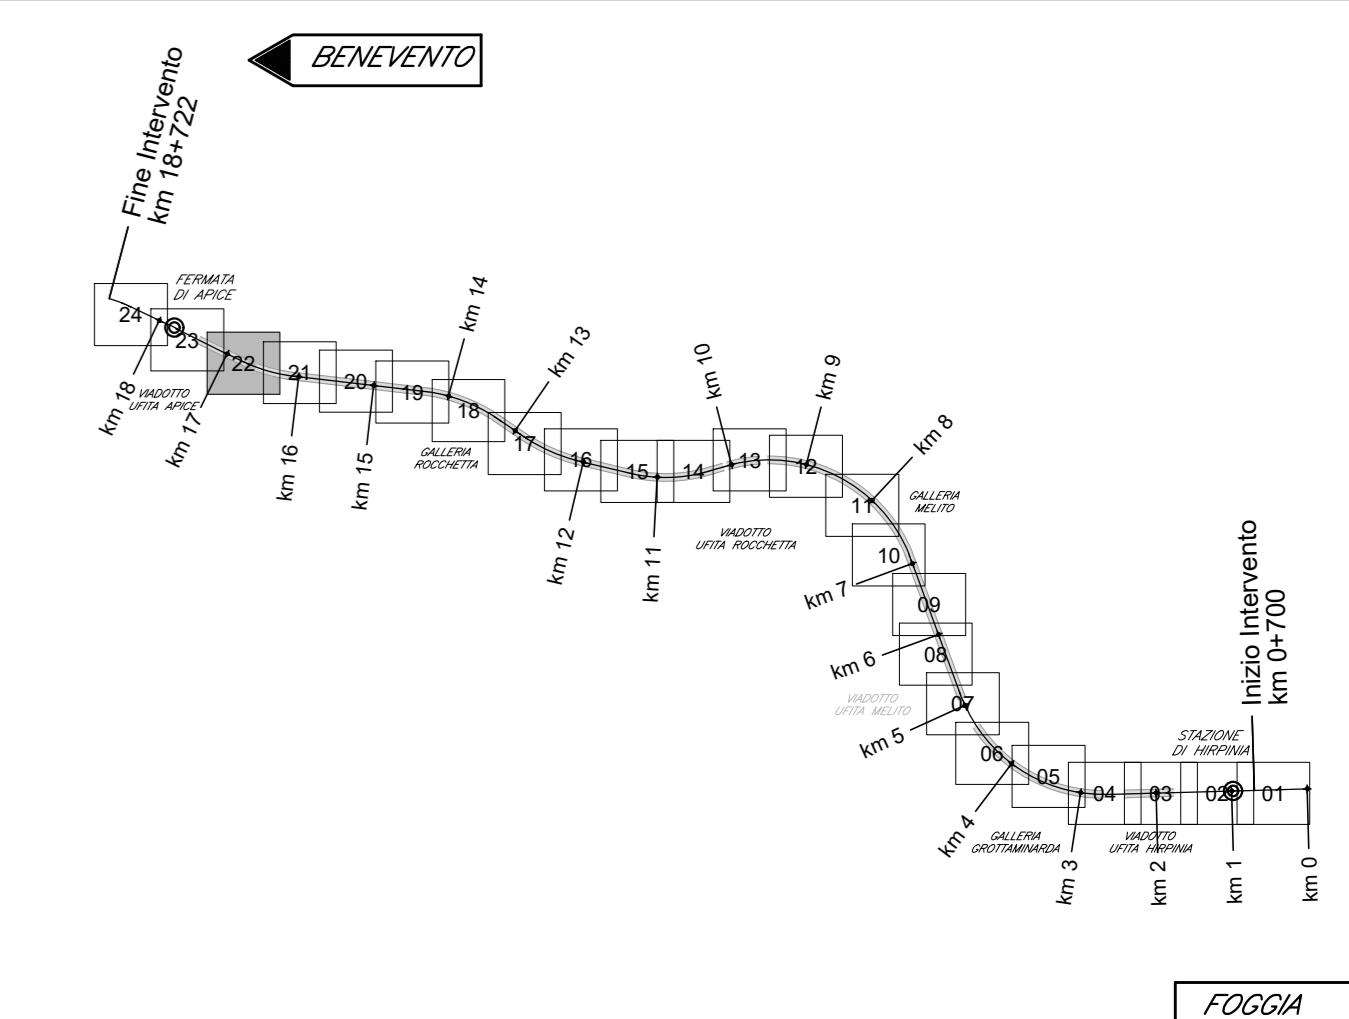 BENEVENTO
Fine Intervento
km 18+722
FERMATA
DI APICE
24
23
22
21
20
19
18
17
16
15
14
13
12
11
10
09
08
07
06
05
04
03
02
01
VIADOTTO
UFITA APICE
km 18
km 17
km 16
km 15
km 14
km 13
GALLERIA
ROCCHETTA
km 12
km 11
km 10
VIADOTTO
UFITA ROCCHETTA
km 9
km 8
GALLERIA
MELITO
km 7
km 6
VIADOTTO
UFITA MELITO
km 5
km 4
GALLERIA
GROTTAMINARDA
km 3
VIADOTTO
UFITA HIRPINIA
km 2
STAZIONE
DI HIRPINIA
km 1
Inizio Intervento
km 0+700
km 0
FOGGIA